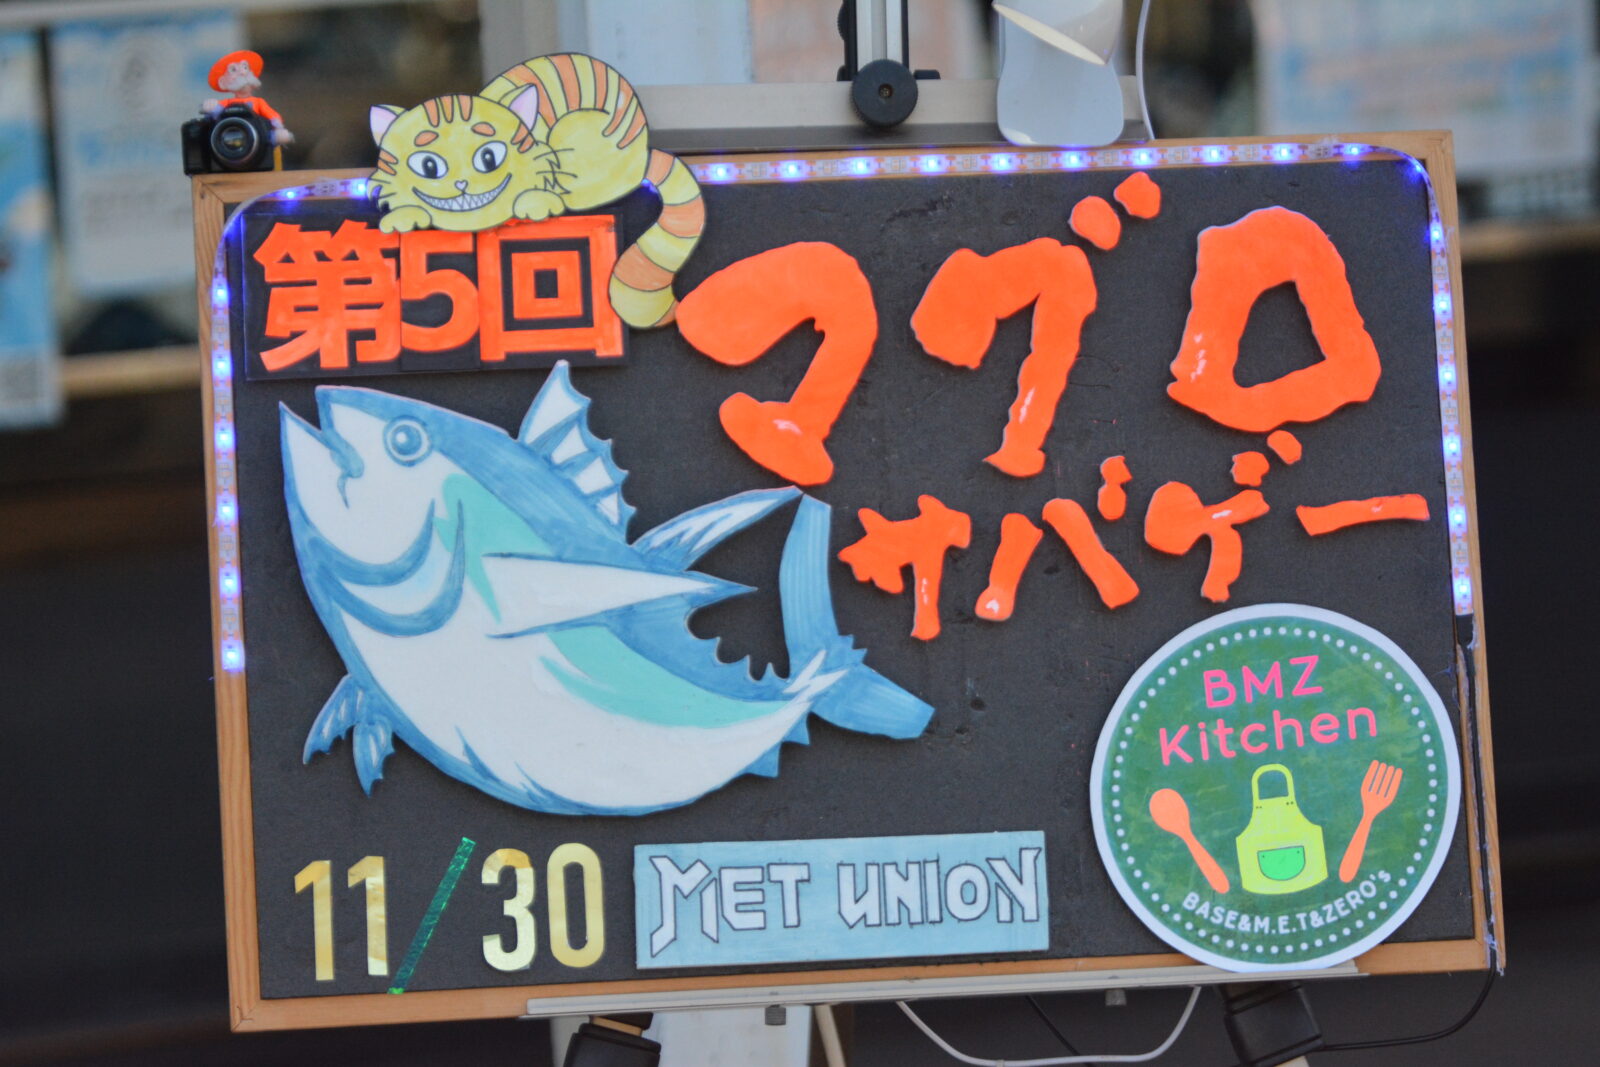 第5回
マグロ
サバゲー
11/30
MET UNION
BMZ
Kitchen
BASE&M.E.T&ZERO's